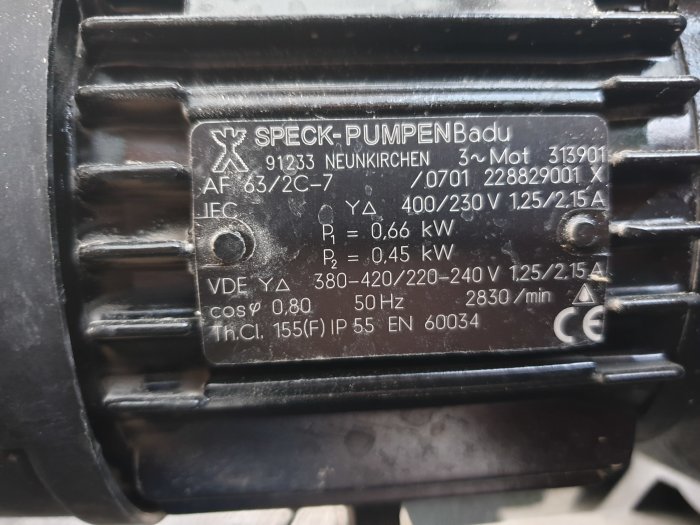 SPECK-PUMPEN Badu
91233 NEUNKIRCHEN 3~Mot 313901
AF 63/2C-7 /0701 228829001 X
IEC Y∆ 400/230 V 1,25/2,15 A
P₁ = 0,66 kW
P₂ = 0,45 kW
VDE Y∆ 380-420/220-240 V 1,25/2,15 A
cosφ 0,80 50 Hz 2830/min
Th.Cl. 155(F) IP 55 EN 60034 CE